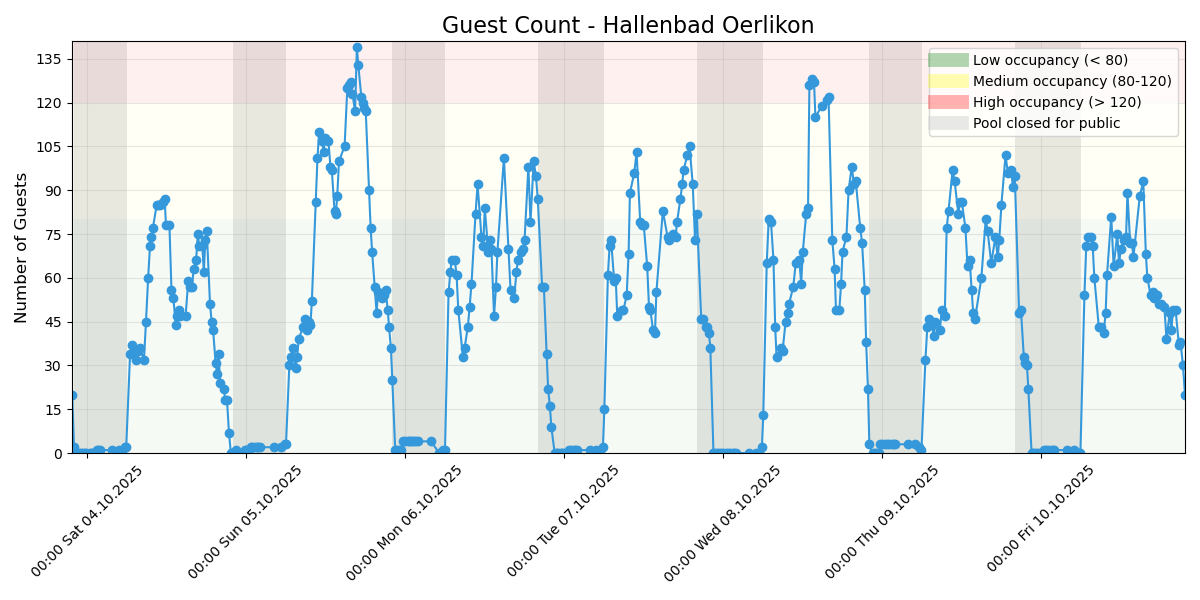 Guest Count - Hallenbad Oerlikon
Number of Guests
135
120
105
90
75
60
45
30
15
0
Low occupancy (< 80)
Medium occupancy (80-120)
High occupancy (> 120)
Pool closed for public
00:00 Sat 04.10.2025
00:00 Sun 05.10.2025
00:00 Mon 06.10.2025
00:00 Tue 07.10.2025
00:00 Wed 08.10.2025
00:00 Thu 09.10.2025
00:00 Fri 10.10.2025